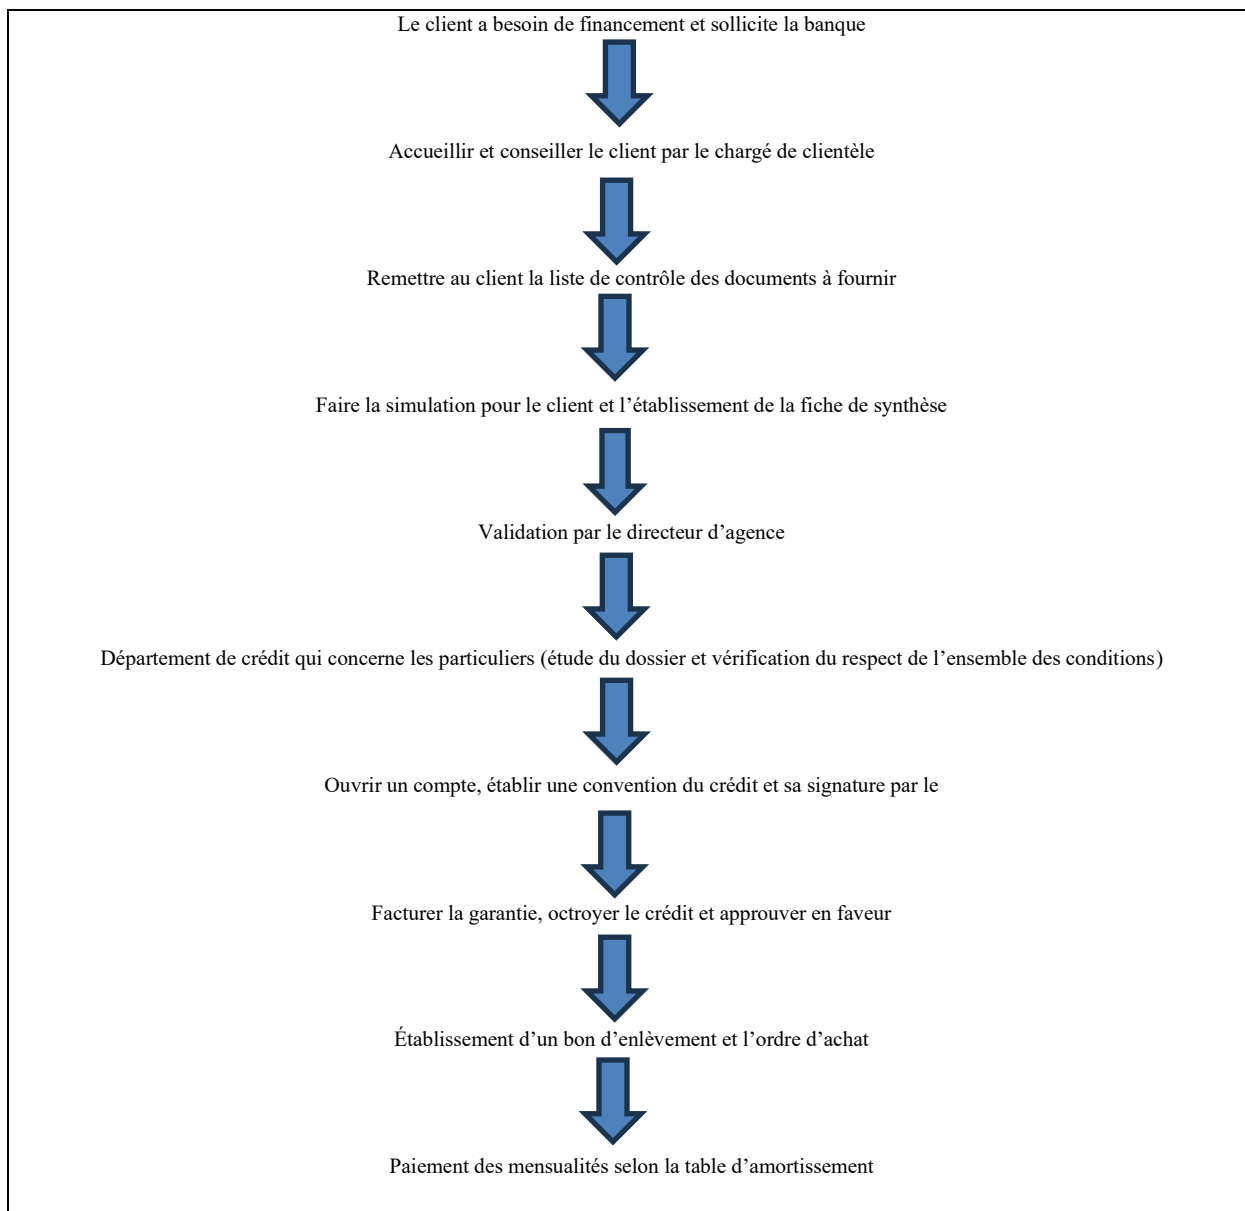 Le client a besoin de financement et sollicite la banque
Accueillir et conseiller le client par le chargé de clientèle
Remettre au client la liste de contrôle des documents à fournir
Faire la simulation pour le client et l’établissement de la fiche de synthèse
Validation par le directeur d’agence
Département de crédit qui concerne les particuliers (étude du dossier et vérification du respect de l’ensemble des conditions)
Ouvrir un compte, établir une convention du crédit et sa signature par le
Facturer la garantie, octroyer le crédit et approuver en faveur
Établissement d’un bon d’enlèvement et l’ordre d’achat
Paiement des mensualités selon la table d’amortissement